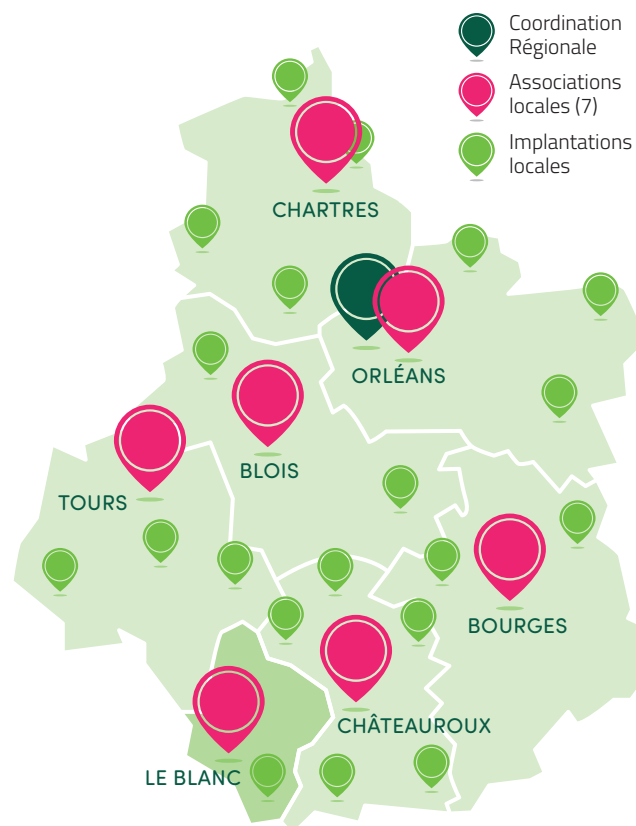 Coordination
Régionale
Associations
locales (7)
Implantations
locales
CHARTRES
ORLÉANS
BLOIS
TOURS
BOURGES
CHÂTEAUROUX
LE BLANC